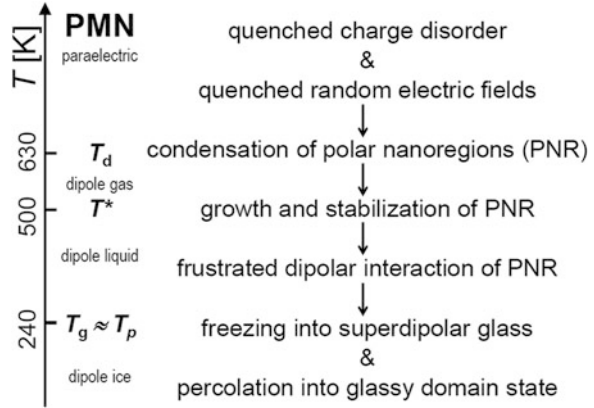 T [K]
PMN
paraelectric
quenched charge disorder
&
quenched random electric fields
630
T_d
condensation of polar nanoregions (PNR)
dipole gas
500
T*
growth and stabilization of PNR
dipole liquid
frustrated dipolar interaction of PNR
240
T_g ≈ T_p
freezing into superdipolar glass
&
dipole ice
percolation into glassy domain state